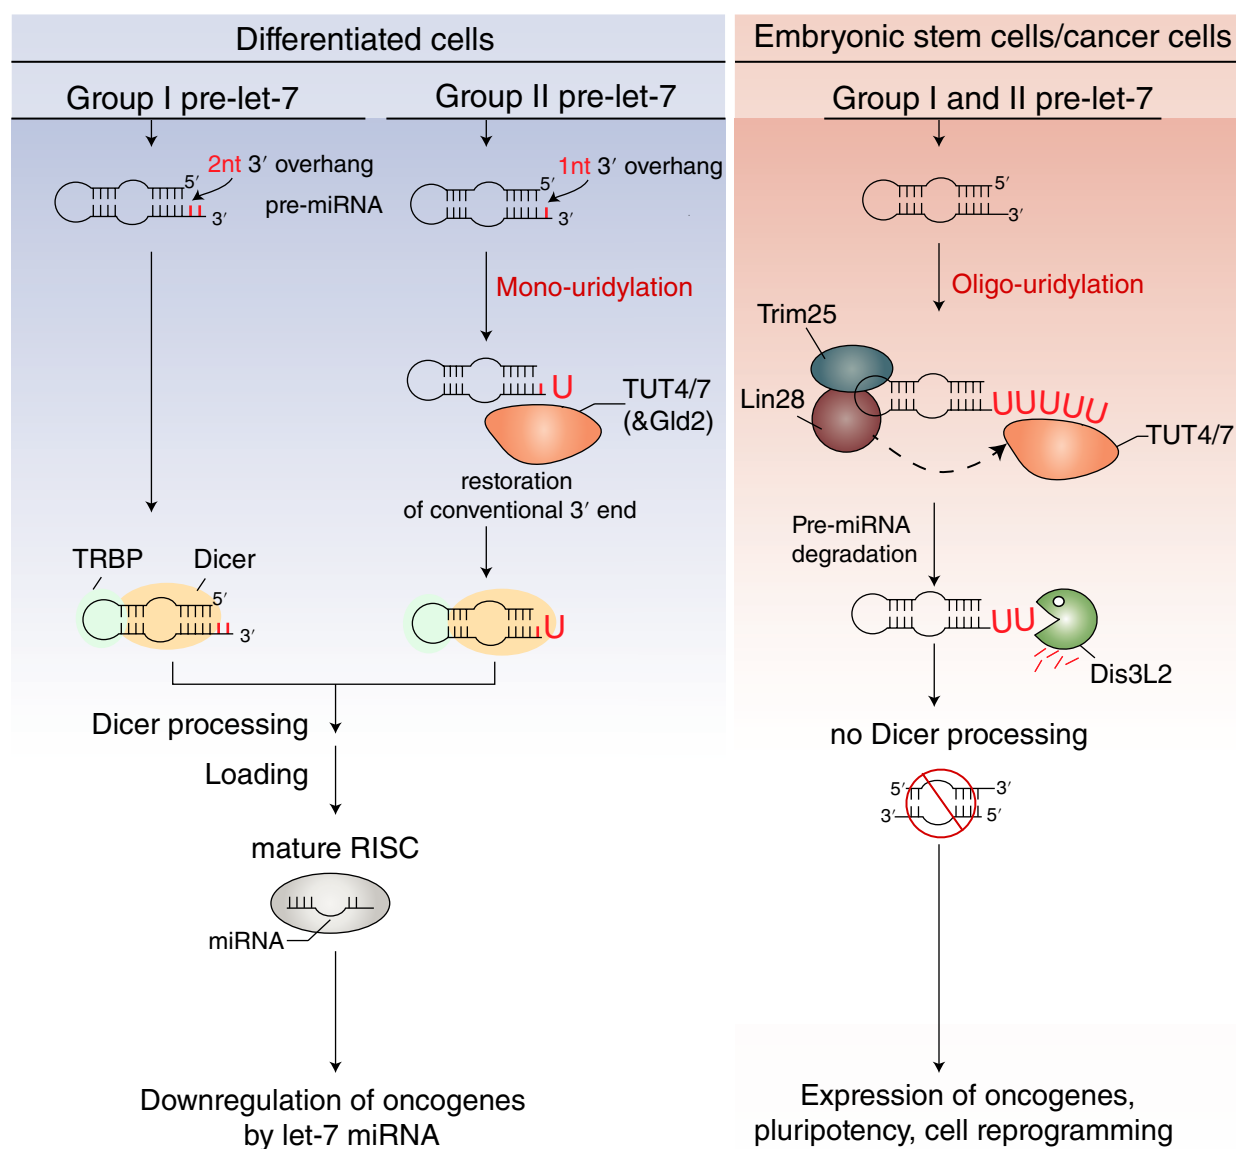 Differentiated cells
Group I pre-let-7
Group II pre-let-7
2nt 3′ overhang
5′
3′
pre-miRNA
1nt 3′ overhang
5′
3′
Mono-uridylation
U
TUT4/7
(&Gld2)
restoration
of conventional 3′ end
TRBP
Dicer
5′
3′
U
Dicer processing
Loading
mature RISC
miRNA
Downregulation of oncogenes
by let-7 miRNA
Embryonic stem cells/cancer cells
Group I and II pre-let-7
5′
3′
Oligo-uridylation
Trim25
Lin28
UUUUU
TUT4/7
Pre-miRNA
degradation
UU
Dis3L2
no Dicer processing
5′
3′
3′
5′
Expression of oncogenes,
pluripotency, cell reprogramming